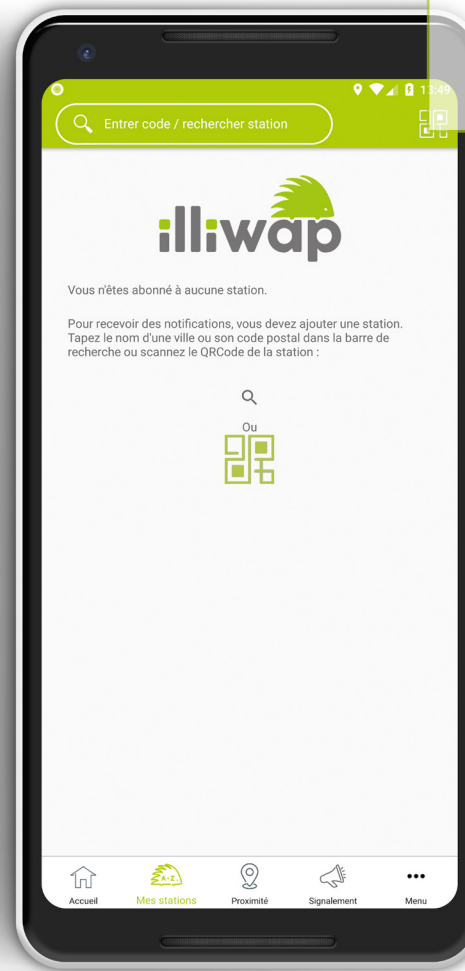 13:49
Entrer code / rechercher station
illiwap
Vous n'êtes abonné à aucune station.
Pour recevoir des notifications, vous devez ajouter une station.
Tapez le nom d'une ville ou son code postal dans la barre de
recherche ou scannez le QRCode de la station :
Ou
A-Z
Accueil Mes stations Proximité Signalement Menu